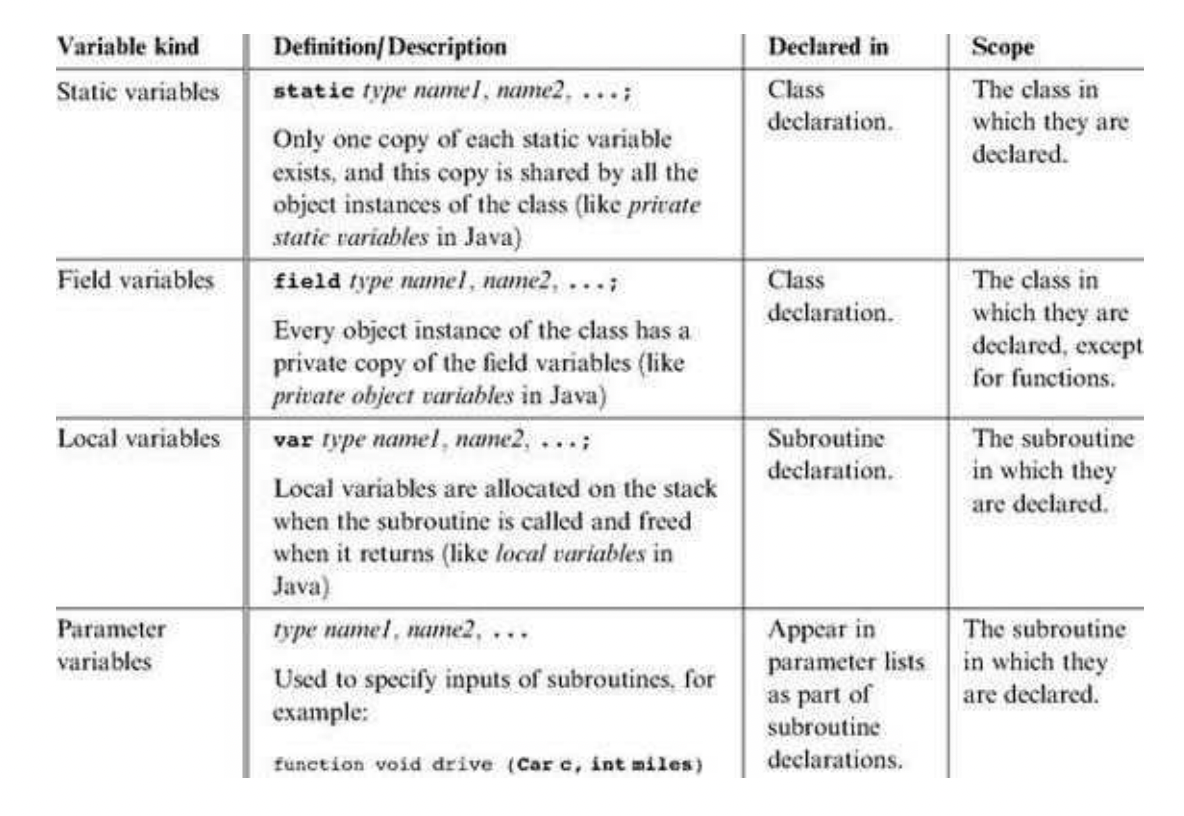 Variable kind Definition/Description Declared in Scope
Static variables static type name1, name2, ...;
Only one copy of each static variable
exists, and this copy is shared by all the
object instances of the class (like private
static variables in Java)
Class
declaration.
The class in
which they are
declared.
Field variables field type name1, name2, ...;
Every object instance of the class has a
private copy of the field variables (like
private object variables in Java)
Class
declaration.
The class in
which they are
declared, except
for functions.
Local variables var type name1, name2, ...;
Local variables are allocated on the stack
when the subroutine is called and freed
when it returns (like local variables in
Java)
Subroutine
declaration.
The subroutine
in which they
are declared.
Parameter
variables
type name1, name2, ...
Used to specify inputs of subroutines, for
example:
function void drive (Car c, int miles)
Appear in
parameter lists
as part of
subroutine
declarations.
The subroutine
in which they
are declared.